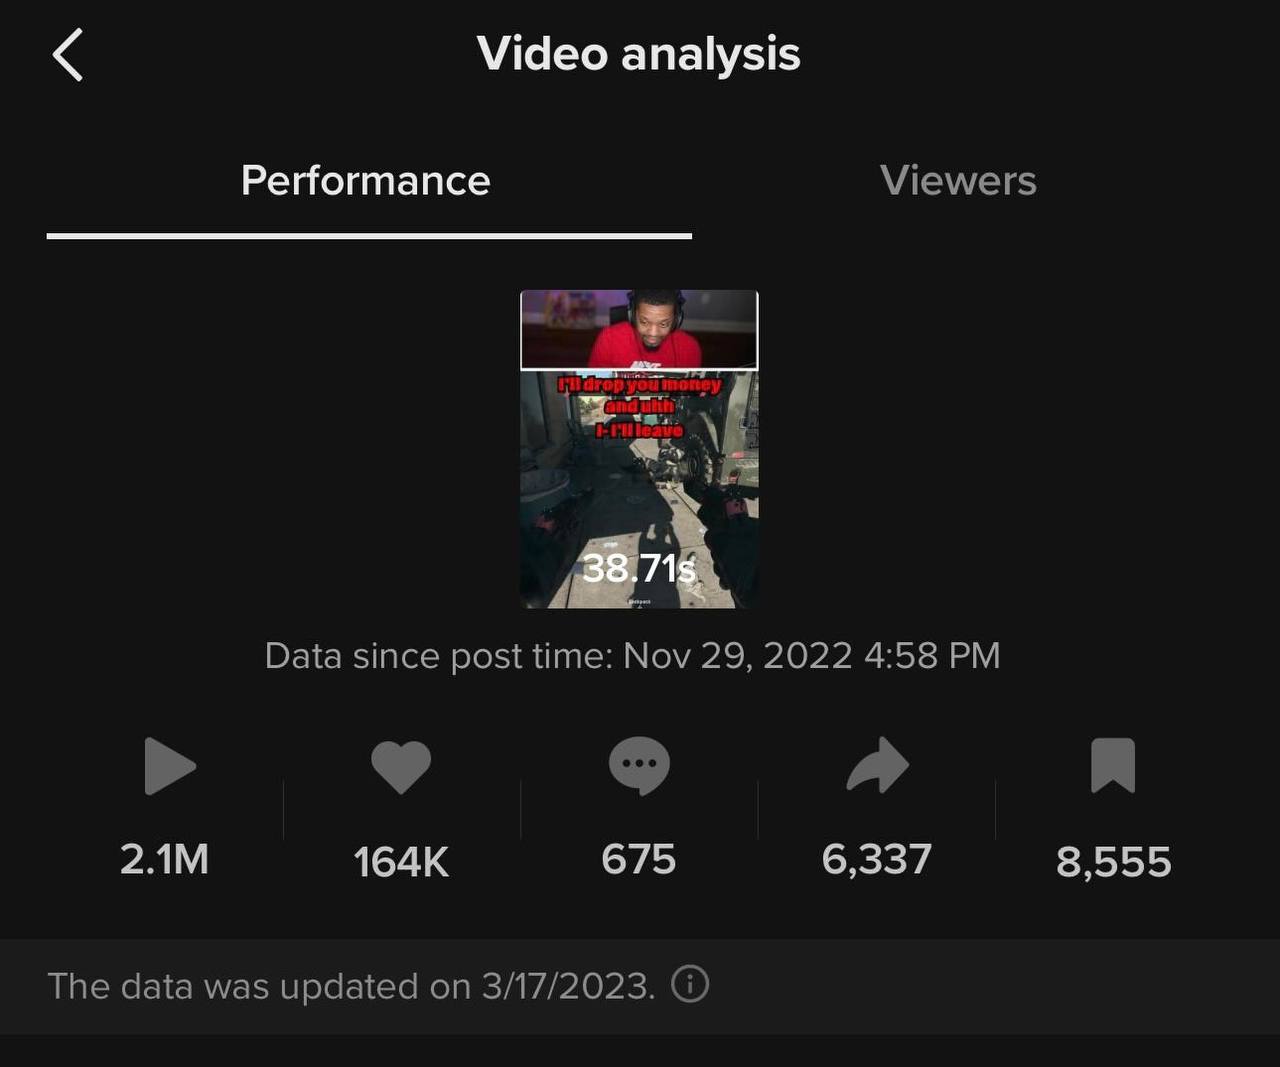 Video analysis
Performance
Viewers
I'll drop you money
and uhh
I- I'll leave
38.71s
Data since post time: Nov 29, 2022 4:58 PM
2.1M
164K
675
6,337
8,555
The data was updated on 3/17/2023.